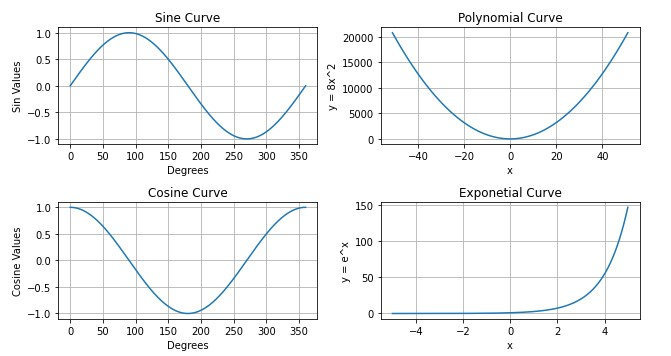 Sine Curve
1.0
0.5
0.0
−0.5
−1.0
Sin Values
0 50 100 150 200 250 300 350
Degrees
Polynomial Curve
20000
15000
10000
5000
0
y = 8x^2
−40 −20 0 20 40
x
Cosine Curve
1.0
0.5
0.0
−0.5
−1.0
Cosine Values
0 50 100 150 200 250 300 350
Degrees
Exponetial Curve
150
100
50
0
y = e^x
−4 −2 0 2 4
x